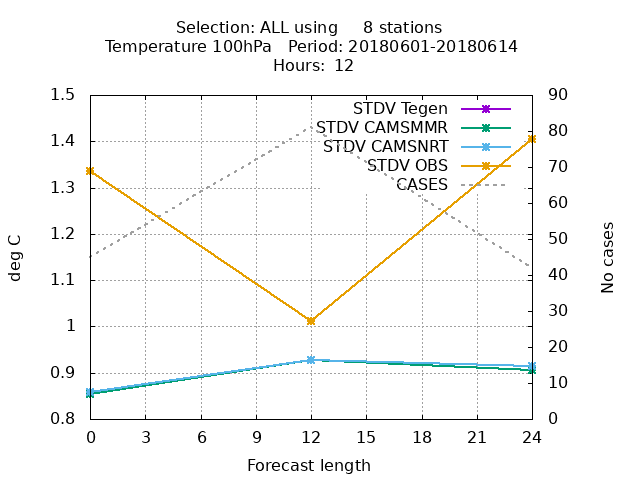 Selection: ALL using     8 stations
Temperature 100hPa   Period: 20180601-20180614
Hours:  12
STDV Tegen
STDV CAMSMMR
STDV CAMSNRT
STDV OBS
CASES
deg C
1.5
1.4
1.3
1.2
1.1
1
0.9
0.8
90
80
70
60
50
40
30
20
10
0
No cases
0 3 6 9 12 15 18 21 24
Forecast length